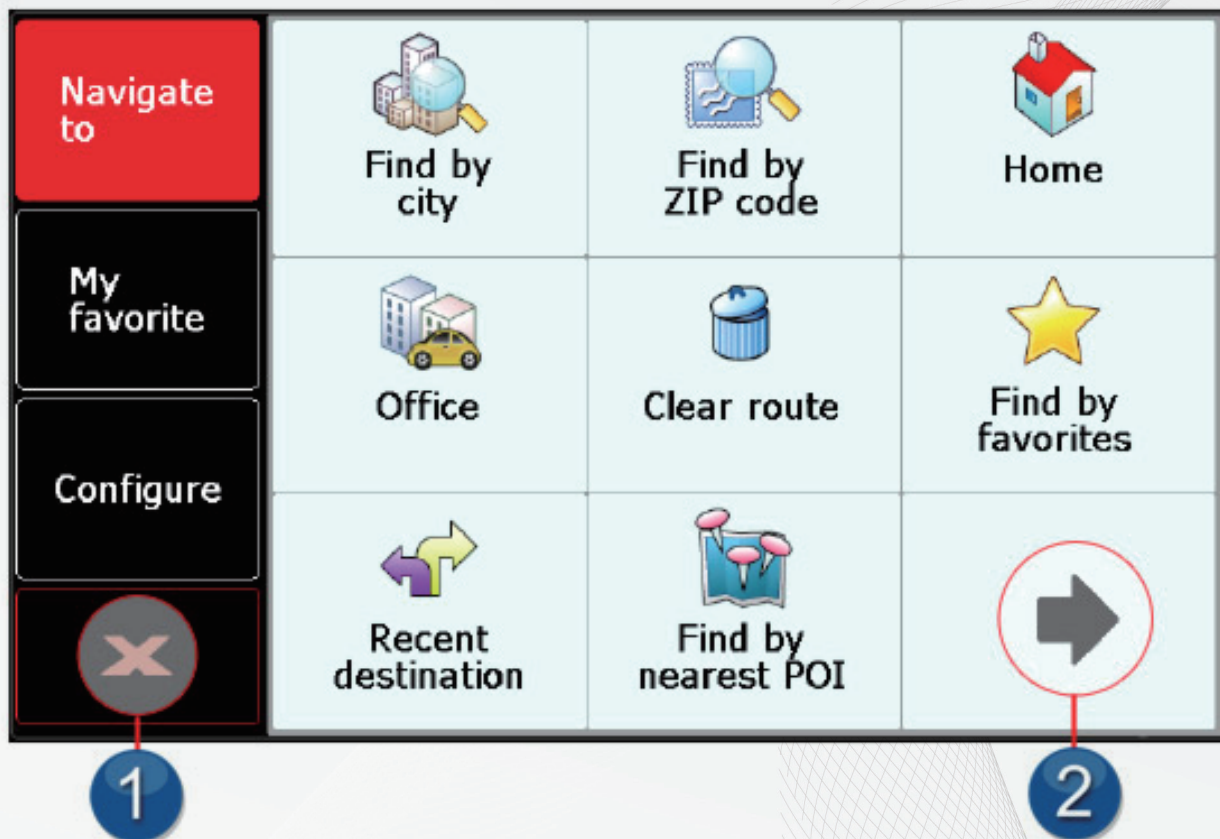 Navigate
to
My
favorite
Configure
Find by
city
Find by
ZIP code
Home
Office
Clear route
Find by
favorites
Recent
destination
Find by
nearest POI
1
2